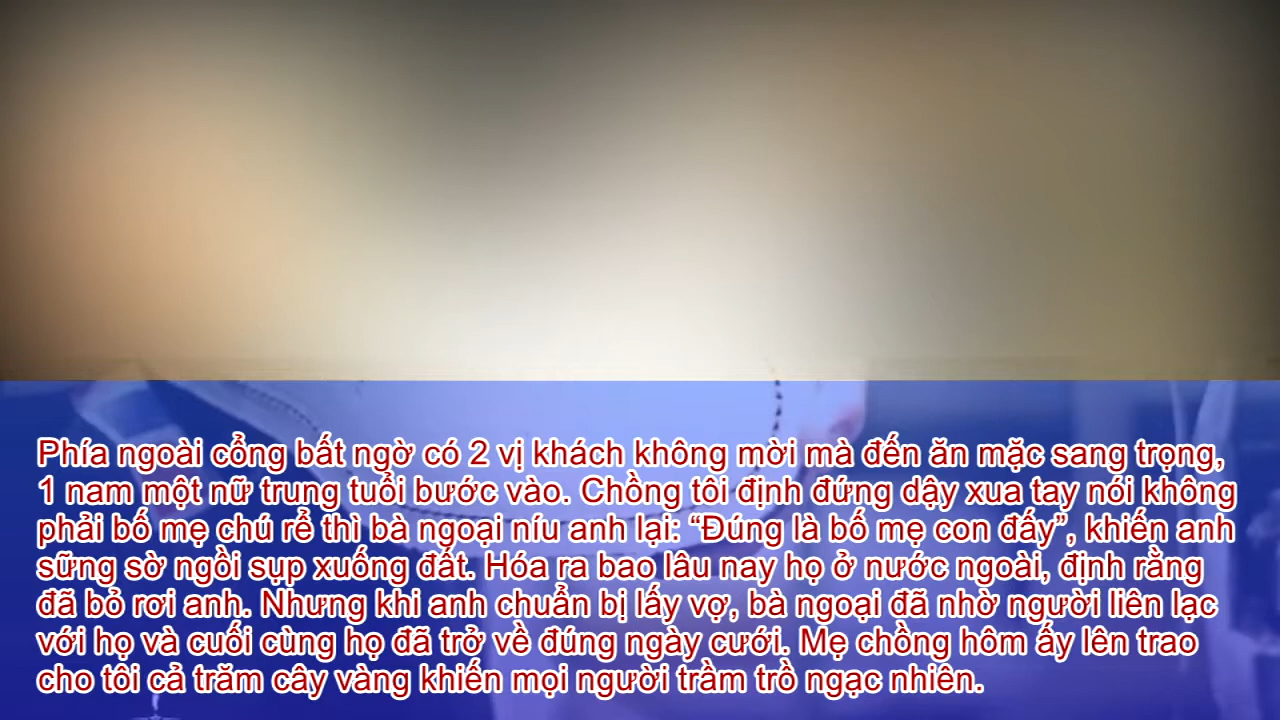 Phía ngoài cổng bất ngờ có 2 vị khách không mời mà đến ăn mặc sang trọng,
1 nam một nữ trung tuổi bước vào. Chồng tôi định đứng dậy xua tay nói không
phải bố mẹ chú rể thì bà ngoại níu anh lại: “Đúng là bố mẹ con đấy”, khiến anh
sững sờ ngồi sụp xuống đất. Hóa ra bao lâu nay họ ở nước ngoài, định rằng
đã bỏ rơi anh. Nhưng khi anh chuẩn bị lấy vợ, bà ngoại đã nhờ người liên lạc
với họ và cuối cùng họ đã trở về đúng ngày cưới. Mẹ chồng hôm ấy lên trao
cho tôi cả trăm cây vàng khiến mọi người trầm trồ ngạc nhiên.